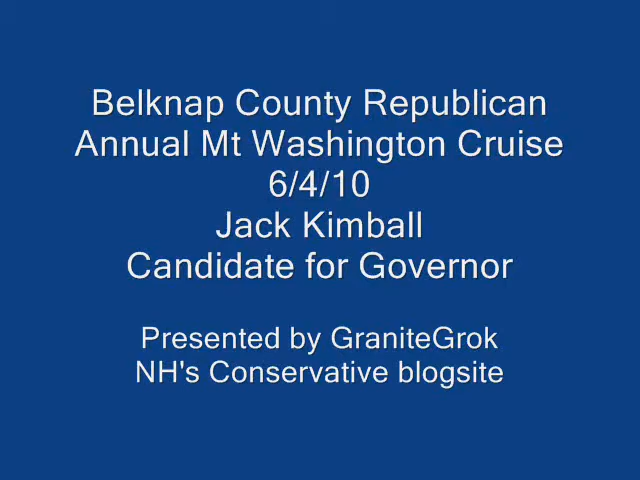 Belknap County Republican
Annual Mt Washington Cruise
6/4/10
Jack Kimball
Candidate for Governor
Presented by GraniteGrok
NH's Conservative blogsite